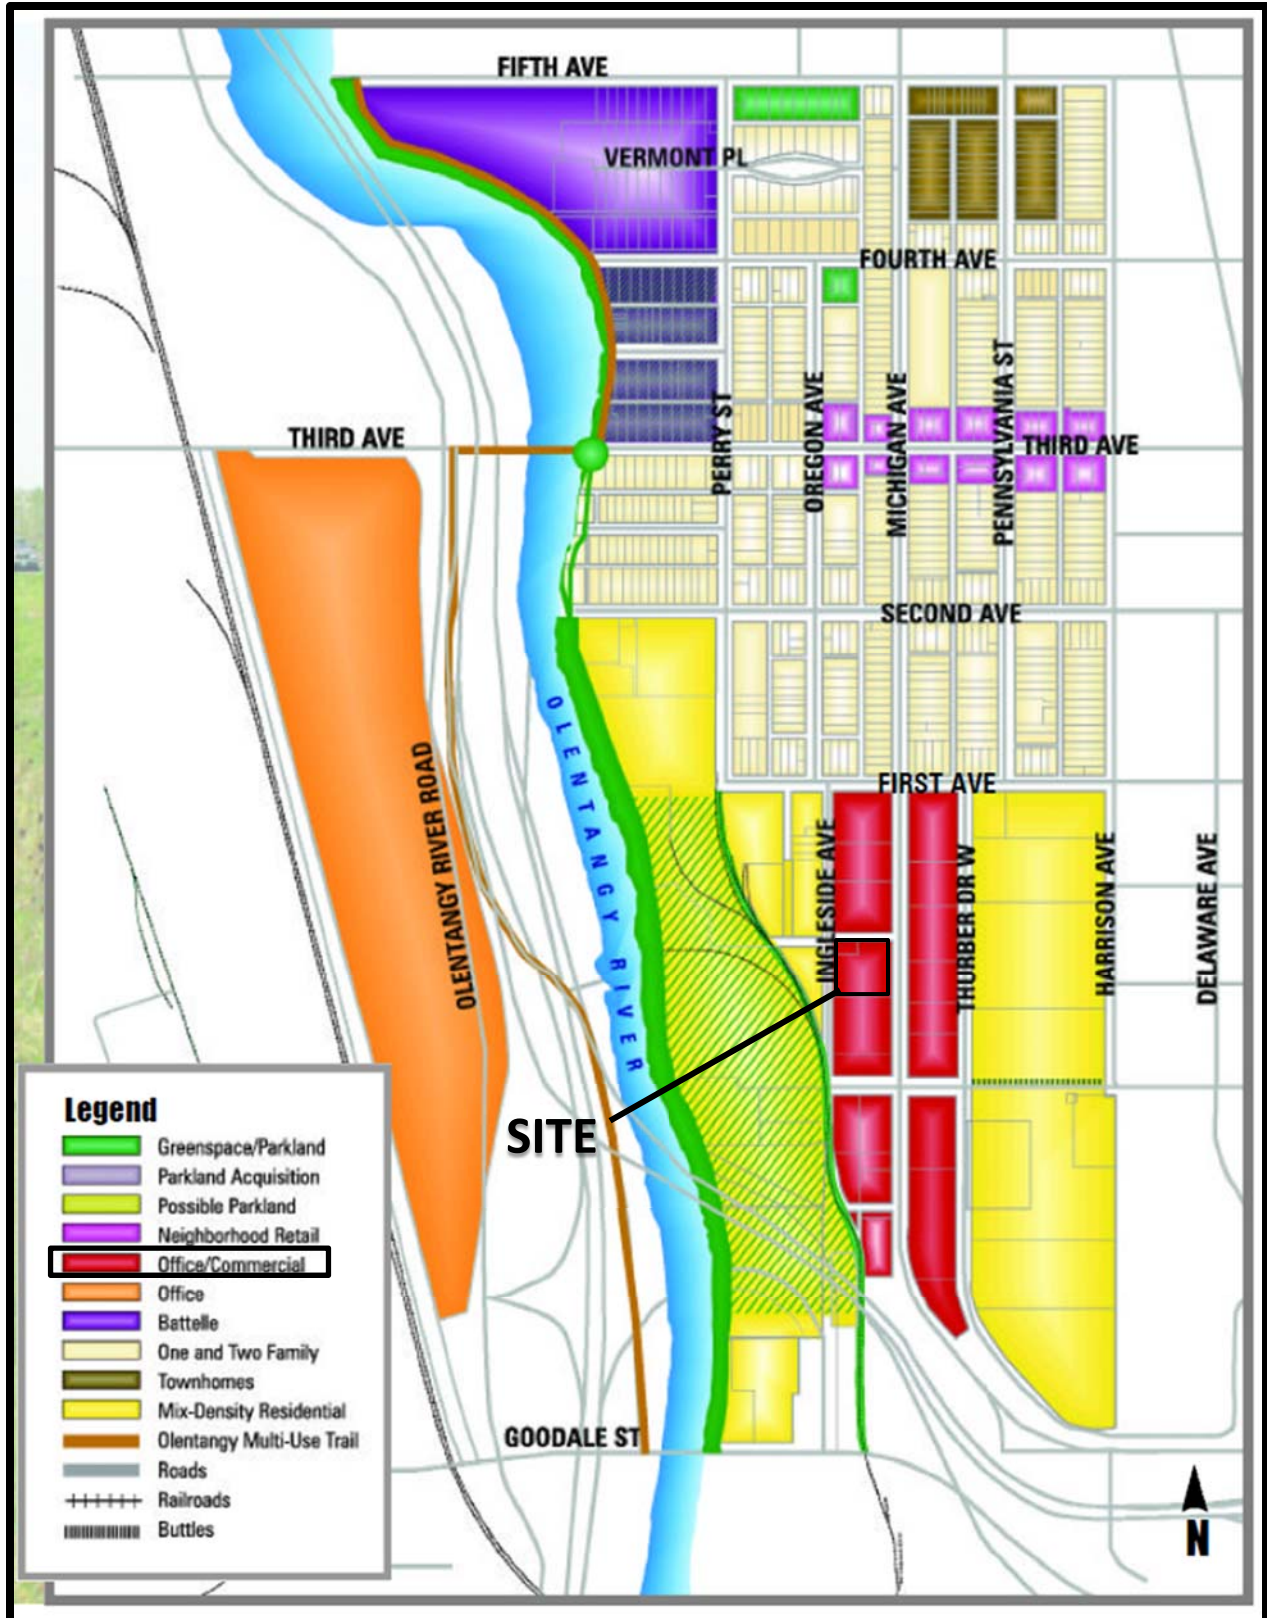 FIFTH AVE
VERMONT PL
FOURTH AVE
PERRY ST
OREGON AVE
MICHIGAN AVE
PENNSYLVANIA ST
THIRD AVE
THIRD AVE
SECOND AVE
OLENTANGY RIVER
OLENTANGY RIVER ROAD
FIRST AVE
INGLESIDE AVE
THURBER DR W
HARRISON AVE
DELAWARE AVE
SITE
Legend
Greenspace/Parkland
Parkland Acquisition
Possible Parkland
Neighborhood Retail
Office/Commercial
Office
Battelle
One and Two Family
Townhomes
Mix-Density Residential
Olentangy Multi-Use Trail
Roads
Railroads
Buttles
GOODALE ST
N